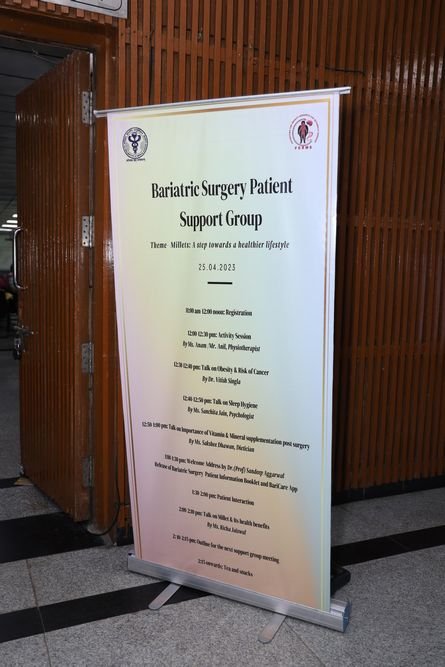 Bariatric Surgery Patient
Support Group
Theme Millets: A step towards a healthier lifestyle
25.04.2023
11:00 am 12:00 noon: Registration
12:00 12:30 pm: Activity Session
By Ms. Anam /Mr. Anil, Physiotherapist
12:30 12:40 pm: Talk on Obesity & Risk of Cancer
By Dr. Vitish Singla
12:40 -12:50 pm: Talk on Sleep Hygiene
By Ms. Sanchita Jain, Psychologist
12:50- 1:00 pm: Talk on Importance of Vitamin & Mineral supplementation post surgery
By Ms. Sakshee Dhawan, Dietician
1:00 -1:30 pm: Welcome Address by Dr. (Prof) Sandeep Aggarwal
Release of Bariatric Surgery Patient Information Booklet and BariCare App
1:30- 2:00 pm: Patient Interaction
2:00- 2:10 pm: Talk on Millet & Its health benefits
By Ms. Richa Jaiswal
2:10- 2:15 pm: Outline for the next support group meeting
2:15 onwards: Tea and snacks